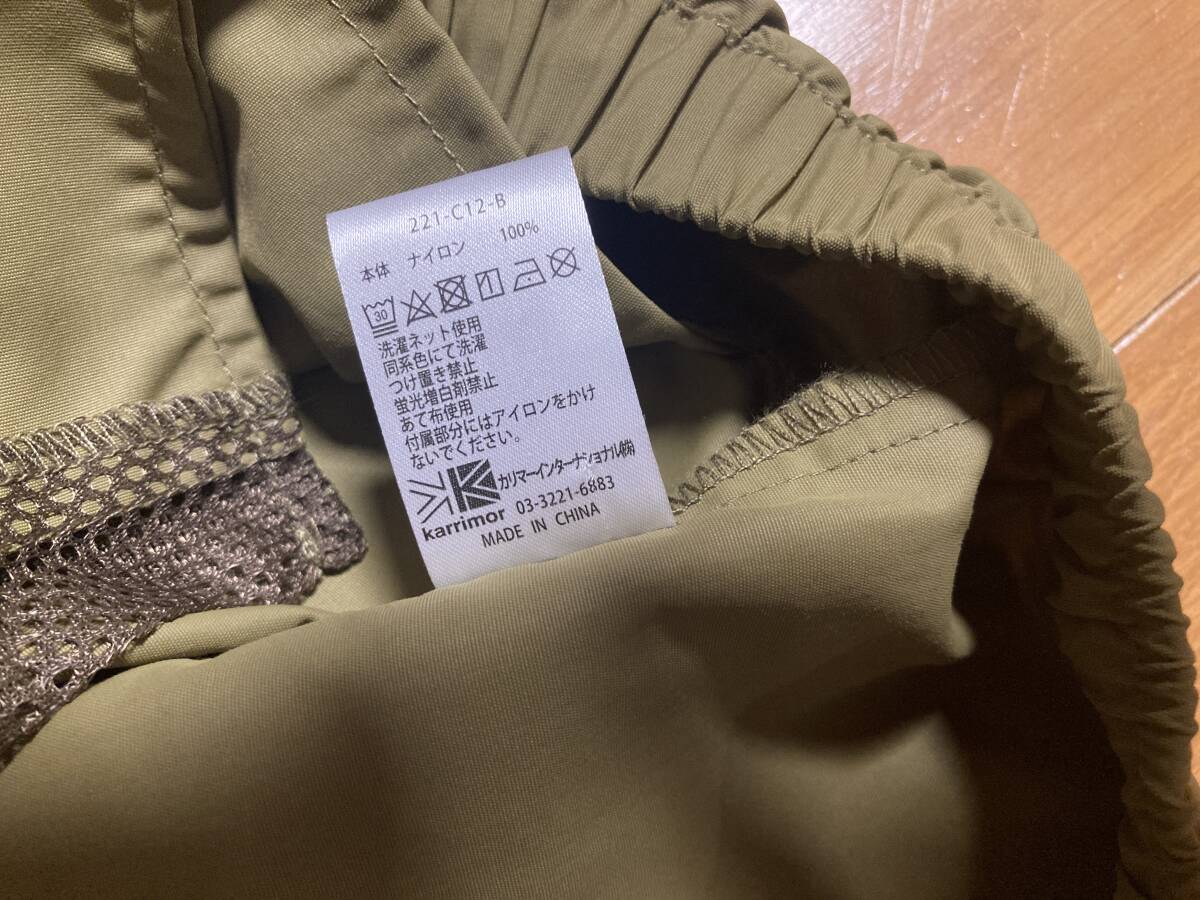 221-C12-B
本体 ナイロン 100%
30
洗濯ネット使用
同系色にて洗濯
つけ置き禁止
蛍光増白剤禁止
あて布使用
付属部分にはアイロンをかけ
ないでください。
カリマーインターナショナル㈱
karrimor 03-3221-6883
MADE IN CHINA